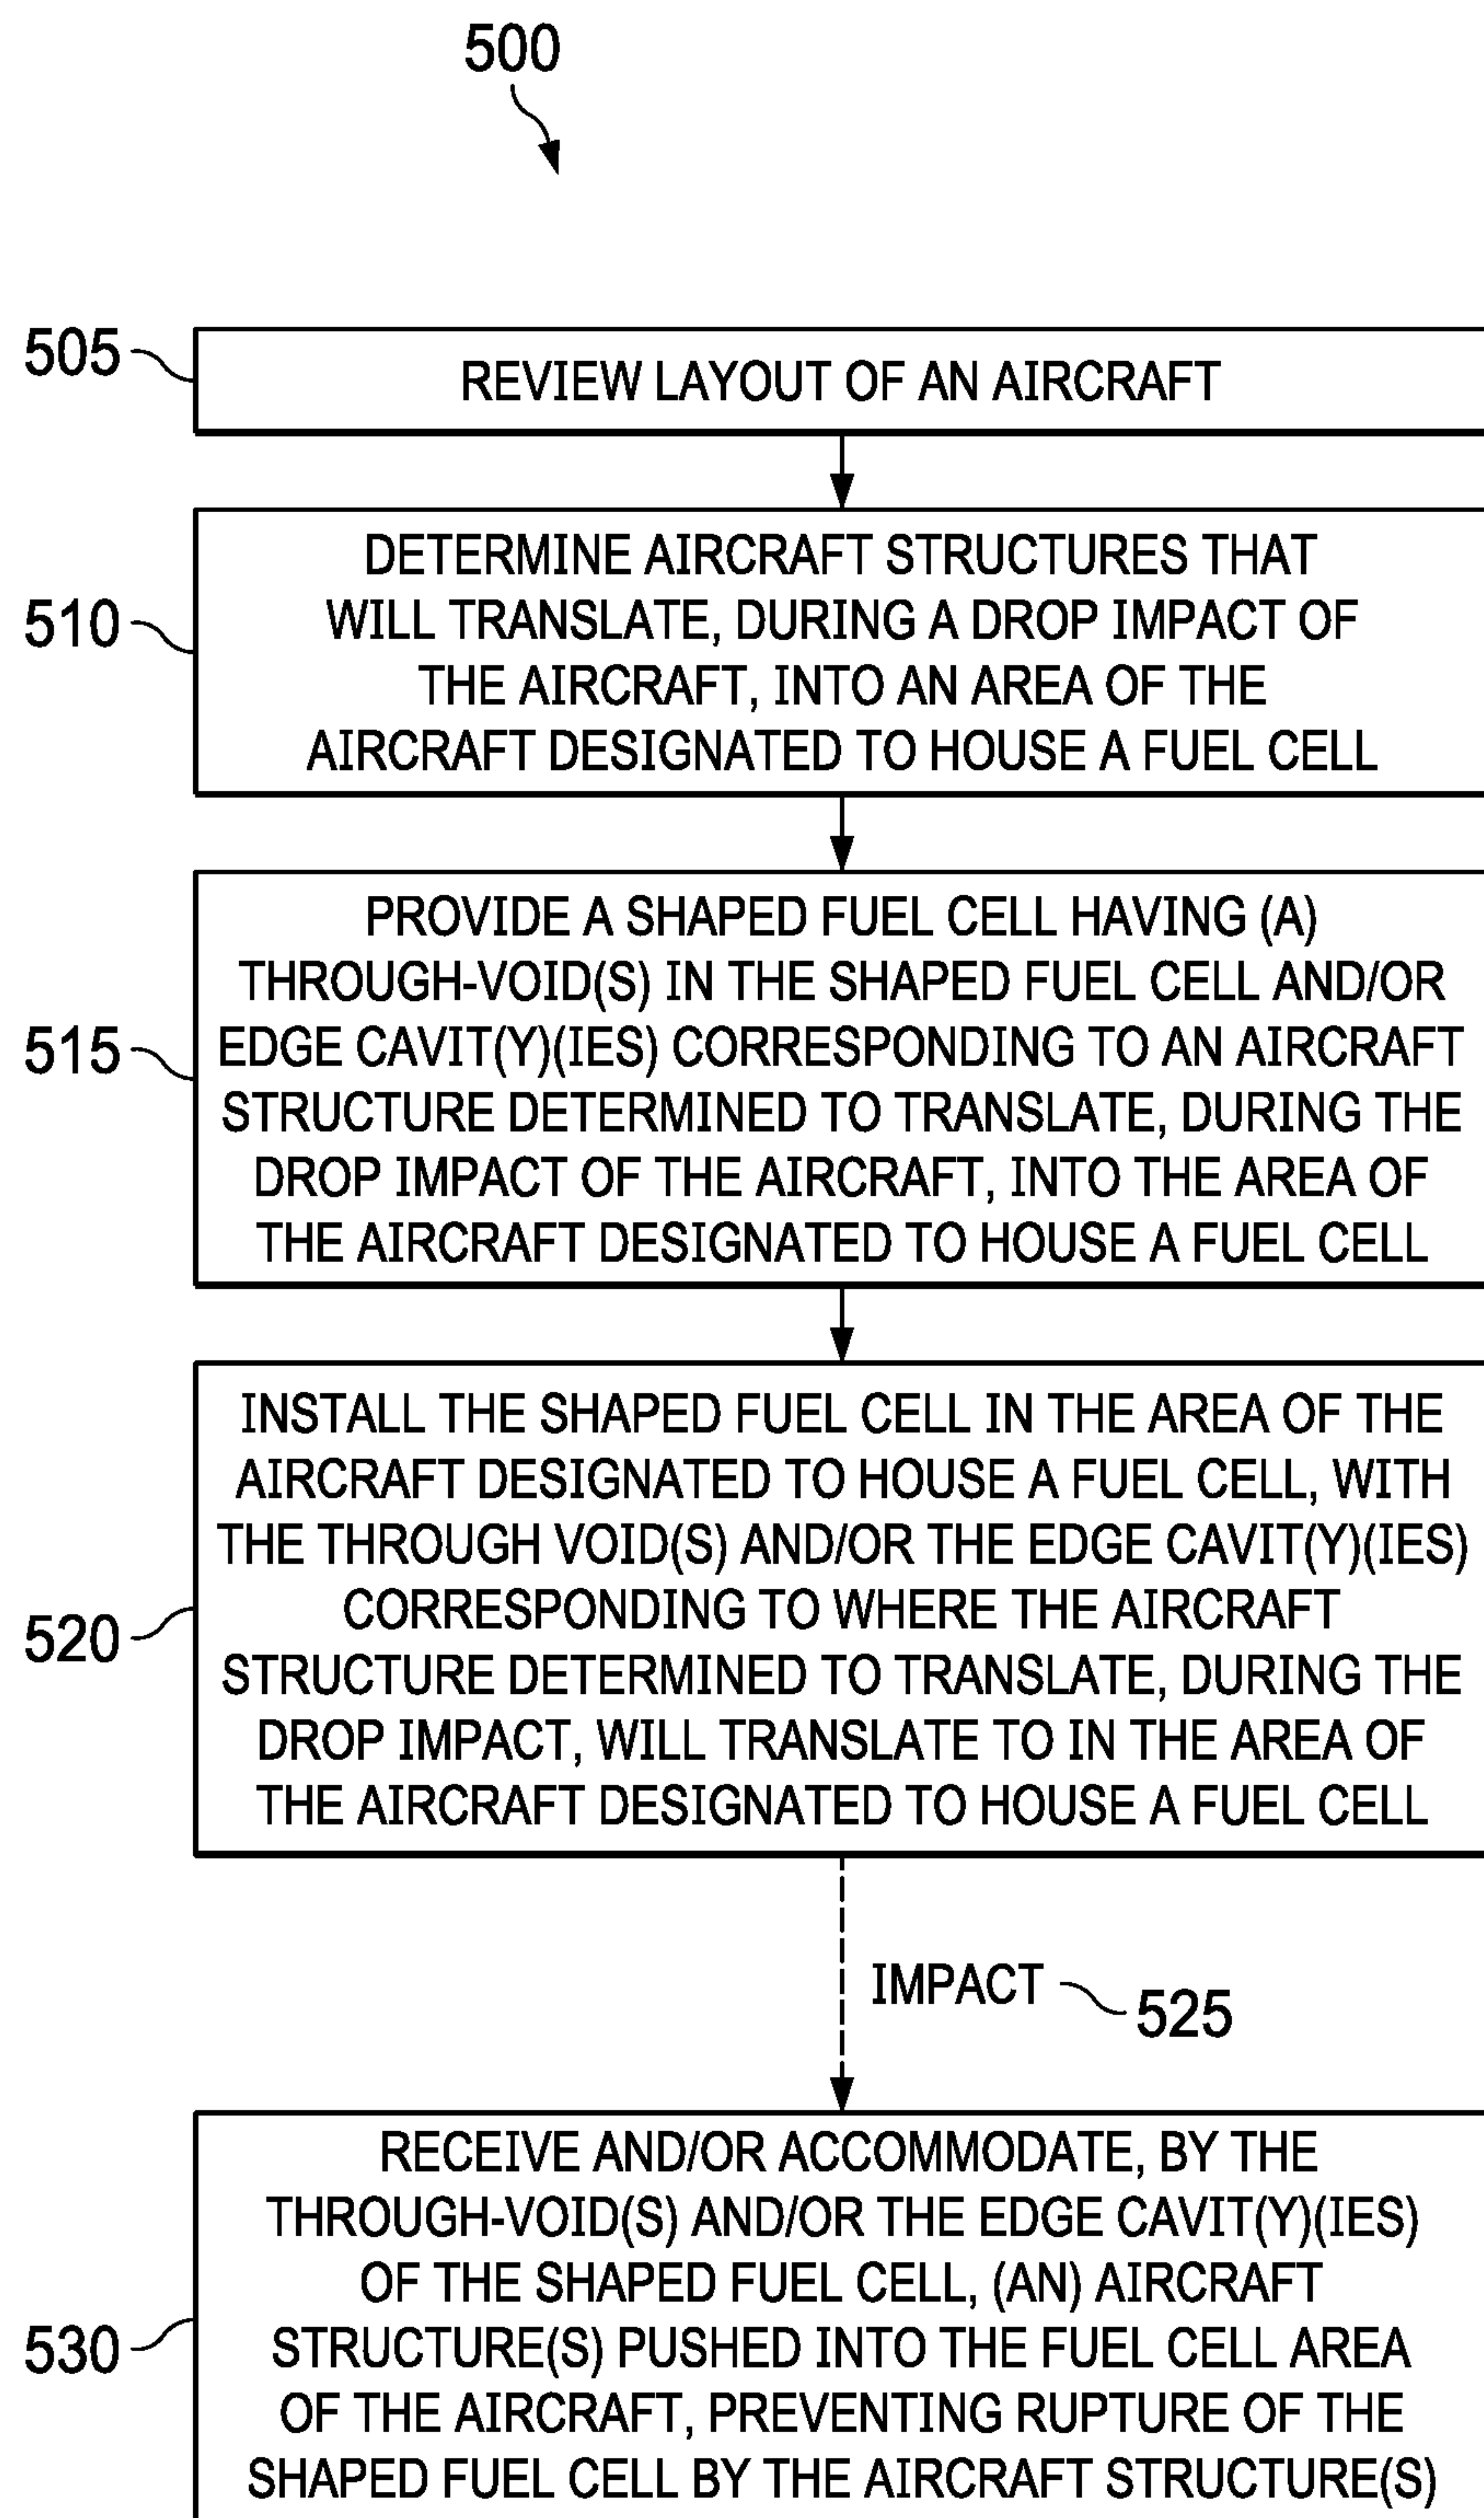 500
505
REVIEW LAYOUT OF AN AIRCRAFT
510
DETERMINE AIRCRAFT STRUCTURES THAT
WILL TRANSLATE, DURING A DROP IMPACT OF
THE AIRCRAFT, INTO AN AREA OF THE
AIRCRAFT DESIGNATED TO HOUSE A FUEL CELL
515
PROVIDE A SHAPED FUEL CELL HAVING (A)
THROUGH-VOID(S) IN THE SHAPED FUEL CELL AND/OR
EDGE CAVIT(Y)(IES) CORRESPONDING TO AN AIRCRAFT
STRUCTURE DETERMINED TO TRANSLATE, DURING THE
DROP IMPACT OF THE AIRCRAFT, INTO THE AREA OF
THE AIRCRAFT DESIGNATED TO HOUSE A FUEL CELL
520
INSTALL THE SHAPED FUEL CELL IN THE AREA OF THE
AIRCRAFT DESIGNATED TO HOUSE A FUEL CELL, WITH
THE THROUGH VOID(S) AND/OR THE EDGE CAVIT(Y)(IES)
CORRESPONDING TO WHERE THE AIRCRAFT
STRUCTURE DETERMINED TO TRANSLATE, DURING THE
DROP IMPACT, WILL TRANSLATE TO IN THE AREA OF
THE AIRCRAFT DESIGNATED TO HOUSE A FUEL CELL
IMPACT
525
530
RECEIVE AND/OR ACCOMMODATE, BY THE
THROUGH-VOID(S) AND/OR THE EDGE CAVIT(Y)(IES)
OF THE SHAPED FUEL CELL, (AN) AIRCRAFT
STRUCTURE(S) PUSHED INTO THE FUEL CELL AREA
OF THE AIRCRAFT, PREVENTING RUPTURE OF THE
SHAPED FUEL CELL BY THE AIRCRAFT STRUCTURE(S)